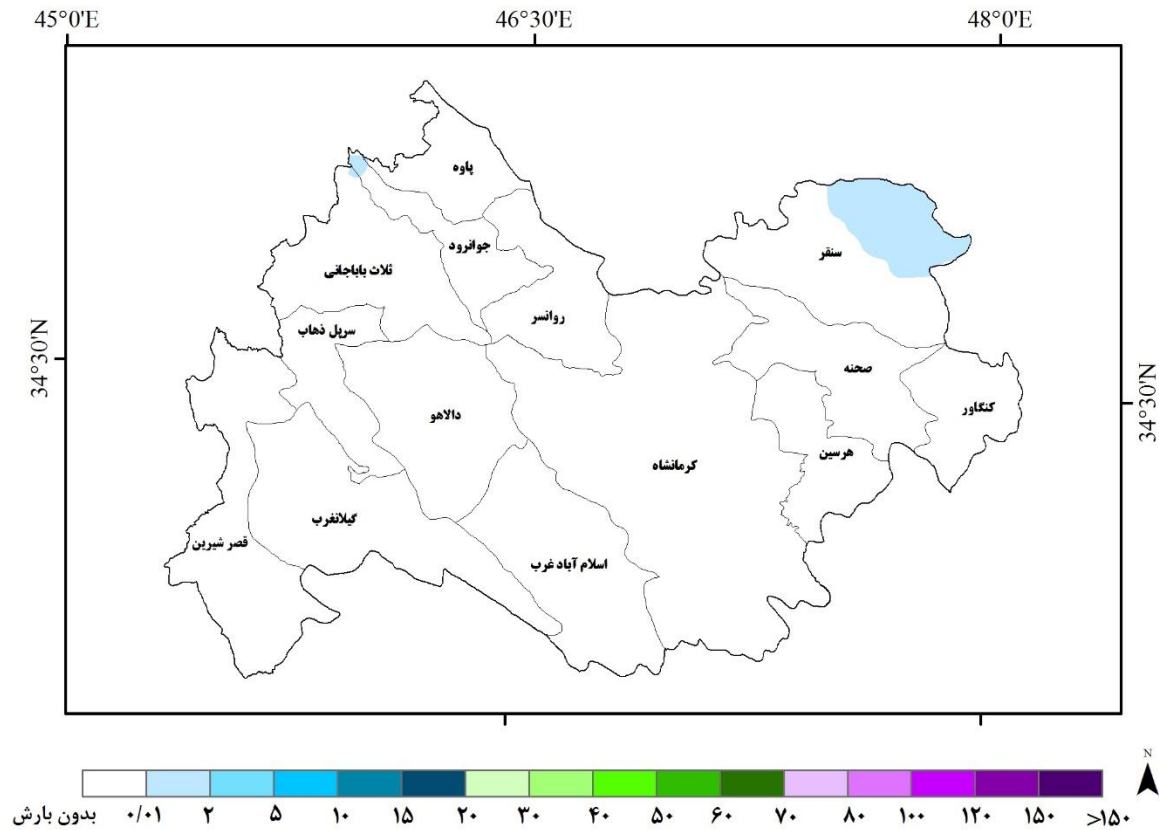 45°0'E 46°30'E 48°0'E
پاوه
جوانرود
سنقر
ثلاث باباجانی
روانسر
سرپل ذهاب
34°30'N
صحنه
34°30'N
کنگاور
دالاهو
هرسین
کرمانشاه
گیلانغرب
قصر شیرین
اسلام آباد غرب
N
بدون بارش ۰/۰۱ ۲ ۵ ۱۰ ۱۵ ۲۰ ۳۰ ۴۰ ۵۰ ۶۰ ۷۰ ۸۰ ۱۰۰ ۱۲۰ ۱۵۰ >۱۵۰